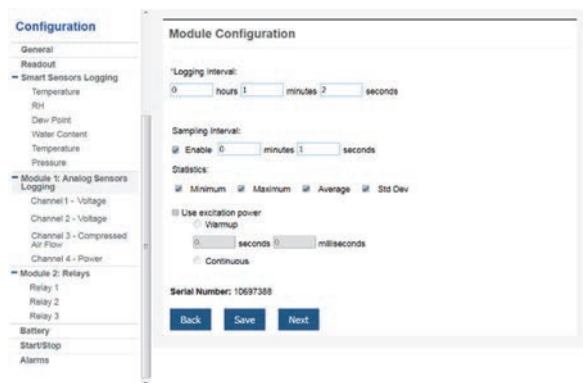 Configuration
General
Readout
Smart Sensors Logging
Temperature
RH
Dew Point
Water Content
Temperature
Pressure
Module 1: Analog Sensors
Logging
Channel 1 - Voltage
Channel 2 - Voltage
Channel 3 - Compressed
Air Flow
Channel 4 - Power
Module 2: Relays
Relay 1
Relay 2
Relay 3
Battery
Start/Stop
Alarms
Module Configuration
*Logging Interval:
0 hours 1 minutes 2 seconds
Sampling Interval:
Enable 0 minutes 1 seconds
Statistics:
Minimum Maximum Average Std Dev
Use excitation power
Warmup
0 seconds 0 milliseconds
Continuous
Serial Number: 10697388
Back Save Next